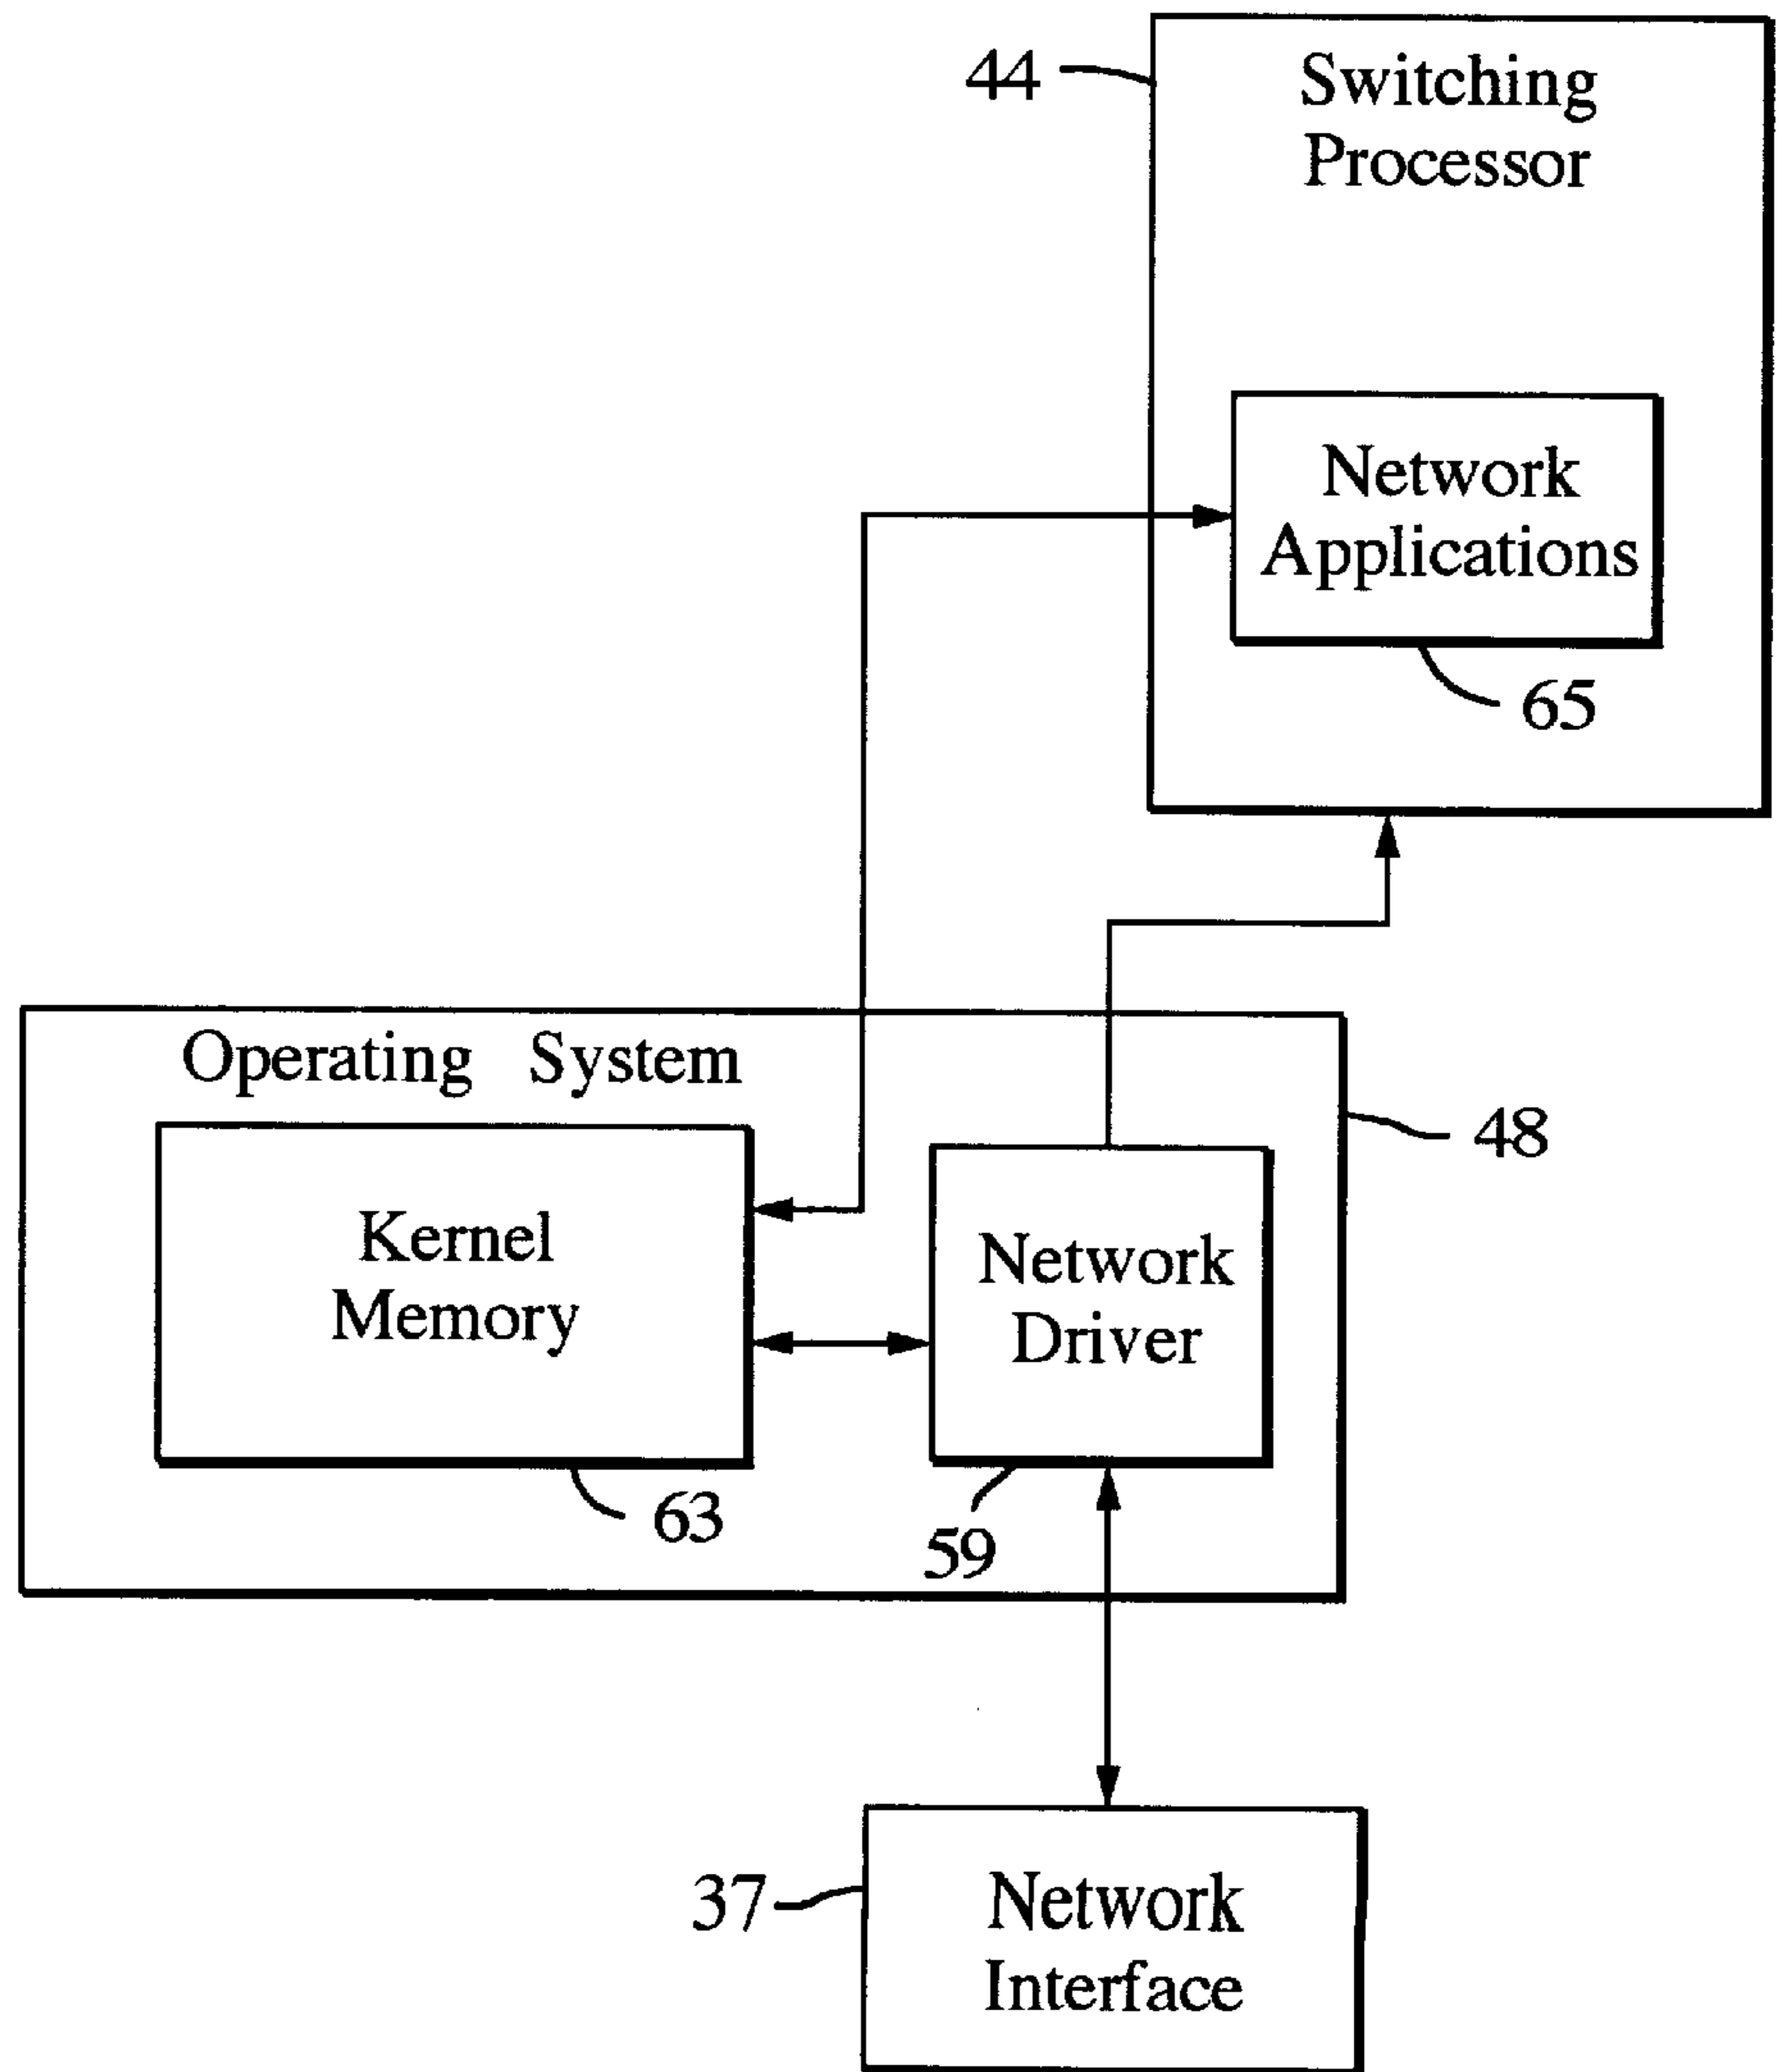 44
Switching
Processor
Network
Applications
65
Operating System
48
Kernel
Memory
Network
Driver
63
59
37
Network
Interface